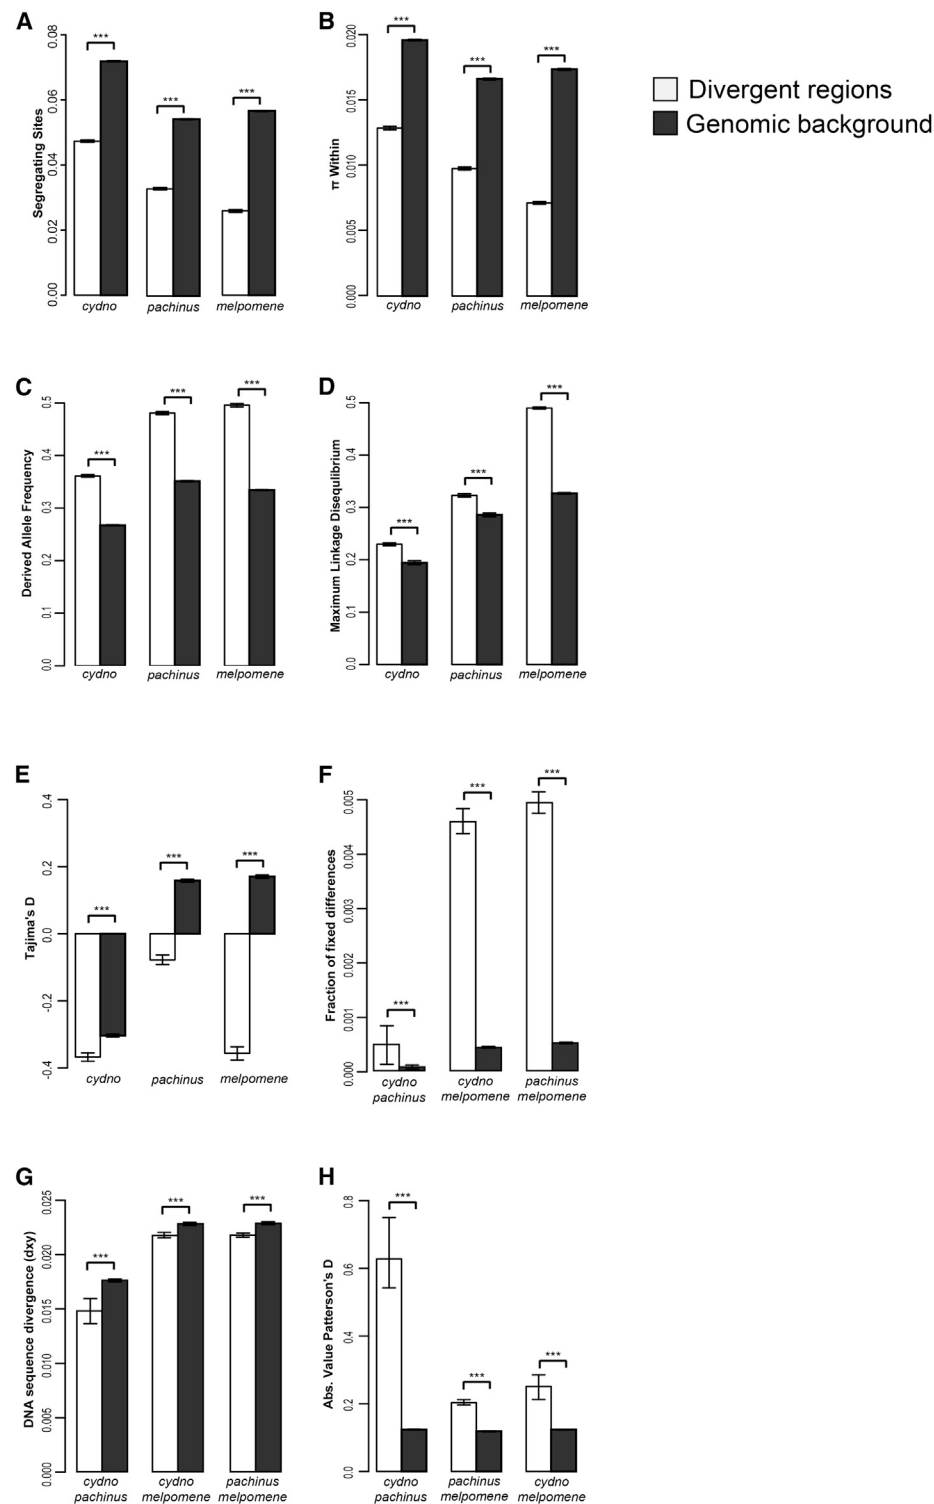 A
Segregating Sites
0.00 0.02 0.04 0.06 0.08
***
***
***
cydno pachinus melpomene
B
π Within
0.000 0.005 0.010 0.015 0.020
***
***
***
cydno pachinus melpomene
Divergent regions
Genomic background
C
Derived Allele Frequency
0.0 0.1 0.2 0.3 0.4 0.5
***
***
***
cydno pachinus melpomene
D
Maximum Linkage Disequlibrium
0.0 0.1 0.2 0.3 0.4 0.5
***
***
***
cydno pachinus melpomene
E
Tajima's D
-0.4 -0.2 0.0 0.2 0.4
***
***
***
cydno pachinus melpomene
F
Fraction of fixed differences
0.000 0.001 0.002 0.003 0.004 0.005
***
***
***
cydno cydno pachinus
pachinus melpomene melpomene
G
DNA sequence divergence (dxy)
0.000 0.005 0.010 0.015 0.020 0.025
***
***
***
cydno cydno pachinus
pachinus melpomene melpomene
H
Abs. Value Patterson's D
0.0 0.2 0.4 0.6 0.8
***
***
***
cydno pachinus cydno
pachinus melpomene melpomene